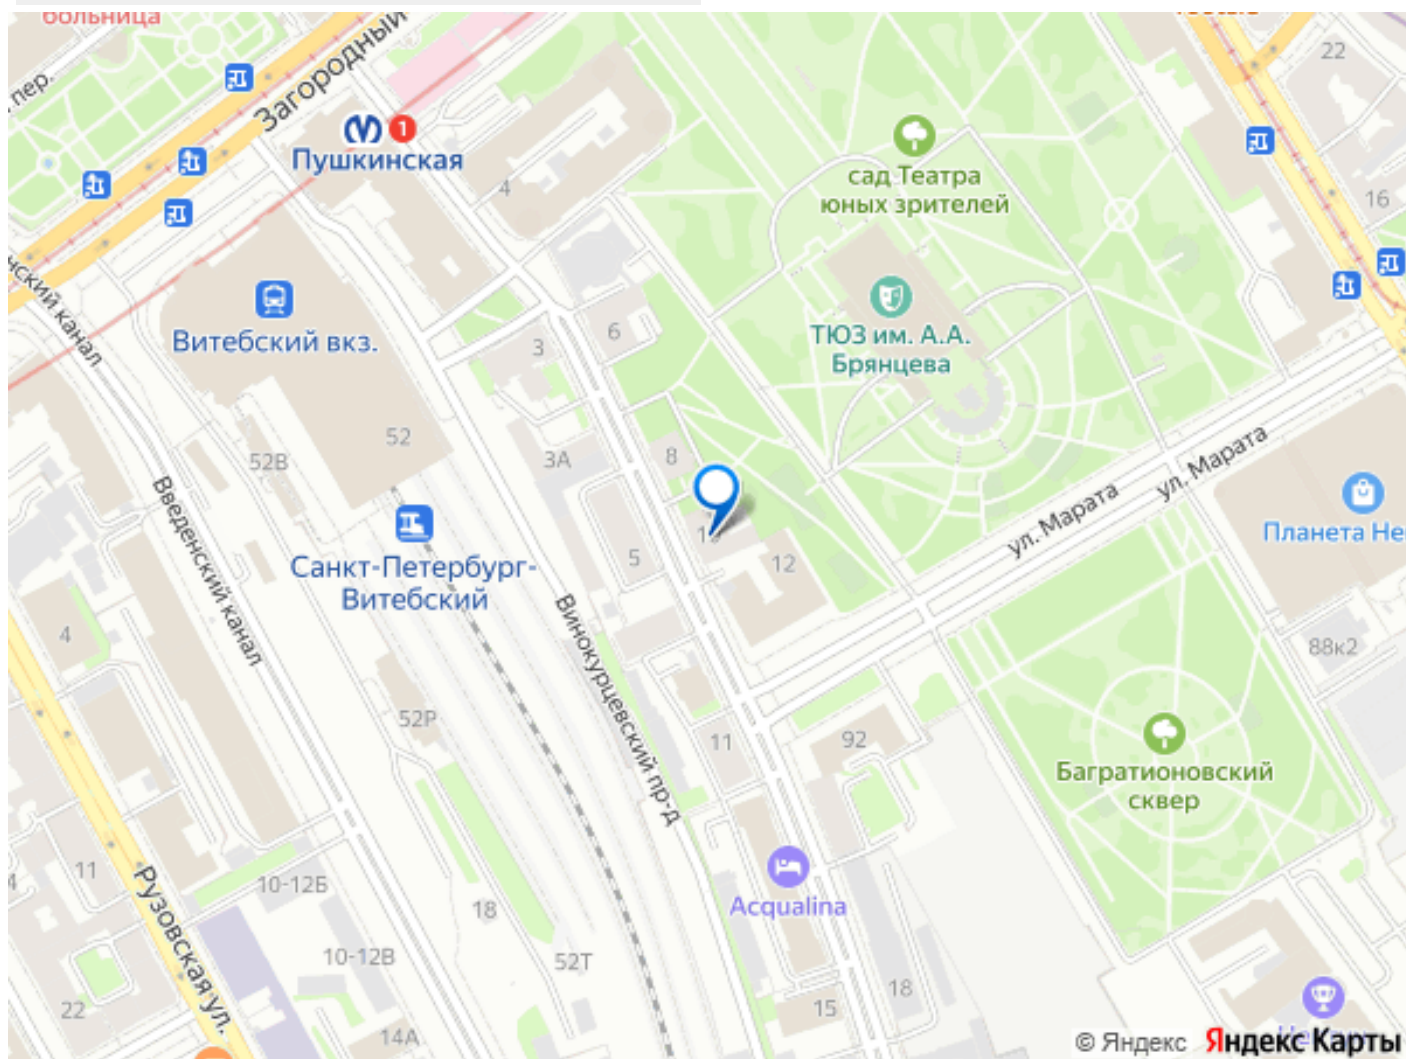 больница
пер.
Загородный
22
Пушкинская
4
сад Театра
юных зрителей
16
нский канал
Витебский вкз.
3
6
ТЮЗ им. А.А.
Брянцева
52
52В
3А
8
ул. Марата
ул. Марата
Планета Не
Введенский канал
Санкт-Петербург-
Витебский
5
12
Винокурцевский пр-д
4
88к2
52Р
11
92
Багратионовский
сквер
11
10-12Б
Рузовская ул.
18
Acqualina
10-12В
52Т
22
14А
15
18
© Яндекс
Яндекс Карты